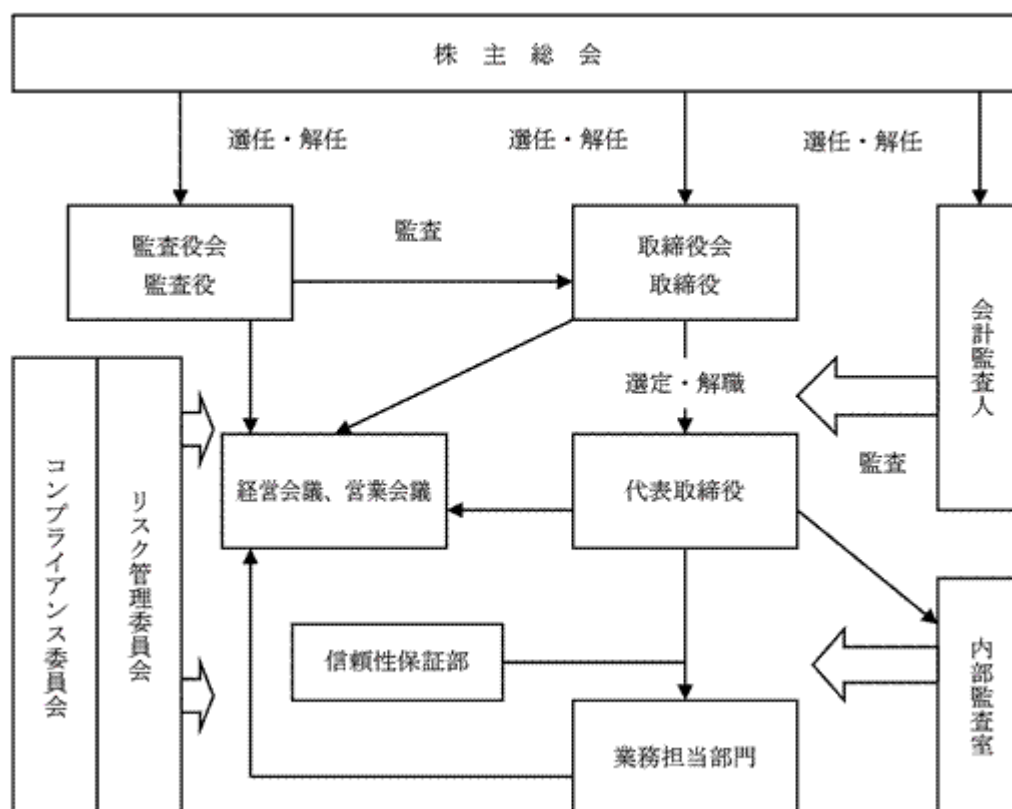 株主総会
選任・解任
選任・解任
選任・解任
監査役会
監査役
監査
取締役会
取締役
会計監査人
選定・解職
監査
コンプライアンス委員会
リスク管理委員会
経営会議、営業会議
代表取締役
信頼性保証部
内部監査室
業務担当部門